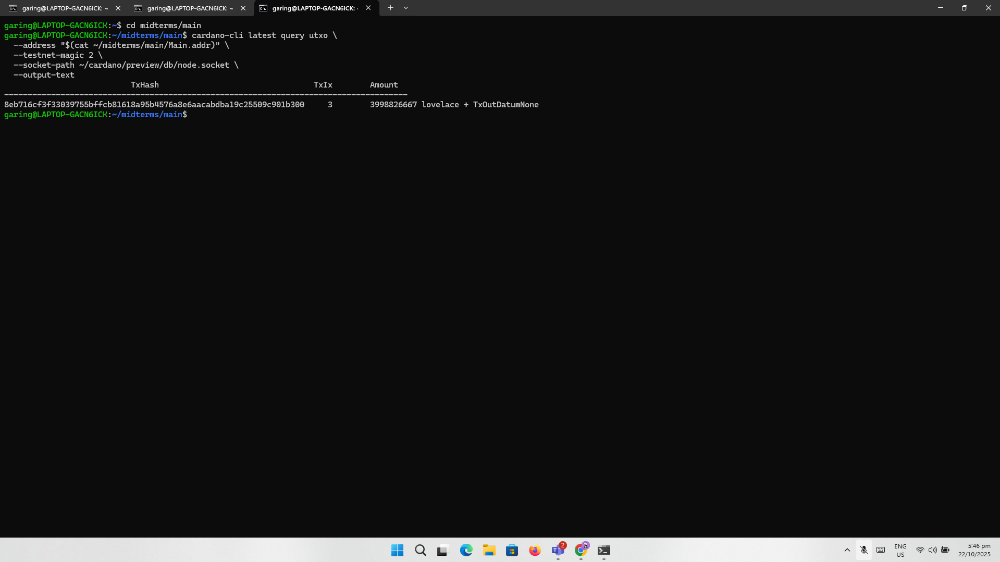 garing@LAPTOP-GACN6ICK: ~
garing@LAPTOP-GACN6ICK: ~
garing@LAPTOP-GACN6ICK:
garing@LAPTOP-GACN6ICK:~$ cd midterms/main
garing@LAPTOP-GACN6ICK:~/midterms/main$ cardano-cli latest query utxo \
--address "$(cat ~/midterms/main/Main.addr)" \
--testnet-magic 2 \
--socket-path ~/cardano/preview/db/node.socket \
--output-text
TxHash TxIx Amount
--------------------------------------------------------------------------------------
8eb716cf3f33039755bffcb81618a95b4576a8e6aacabdba19c25509c901b300 3 3998826667 lovelace + TxOutDatumNone
garing@LAPTOP-GACN6ICK:~/midterms/main$
2
ENG
US
5:46 pm
22/10/2025